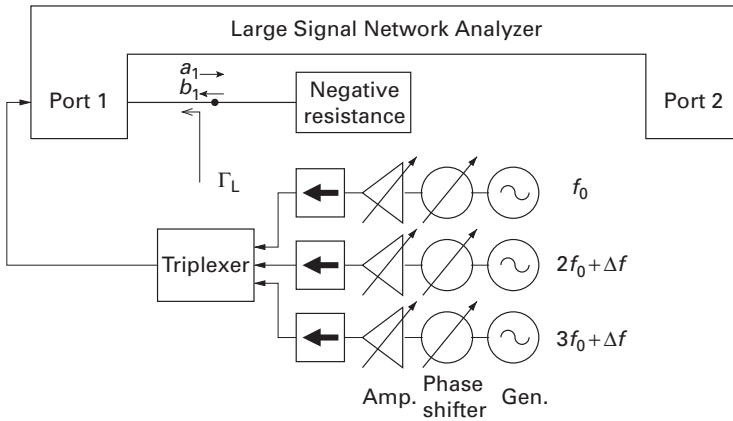 Large Signal Network Analyzer
a1
b1
Port 1
Negative
resistance
Port 2
ΓL
f0
Triplexer
2f0+Δf
3f0+Δf
Amp.
Phase
shifter
Gen.